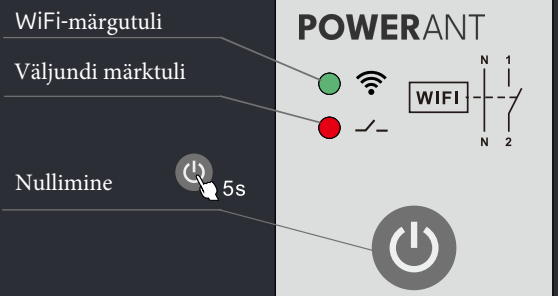 WiFi-märgutuli
POWERANT
N 1
Väljundi märktuli
WIFI
N 2
Nullimine
5s